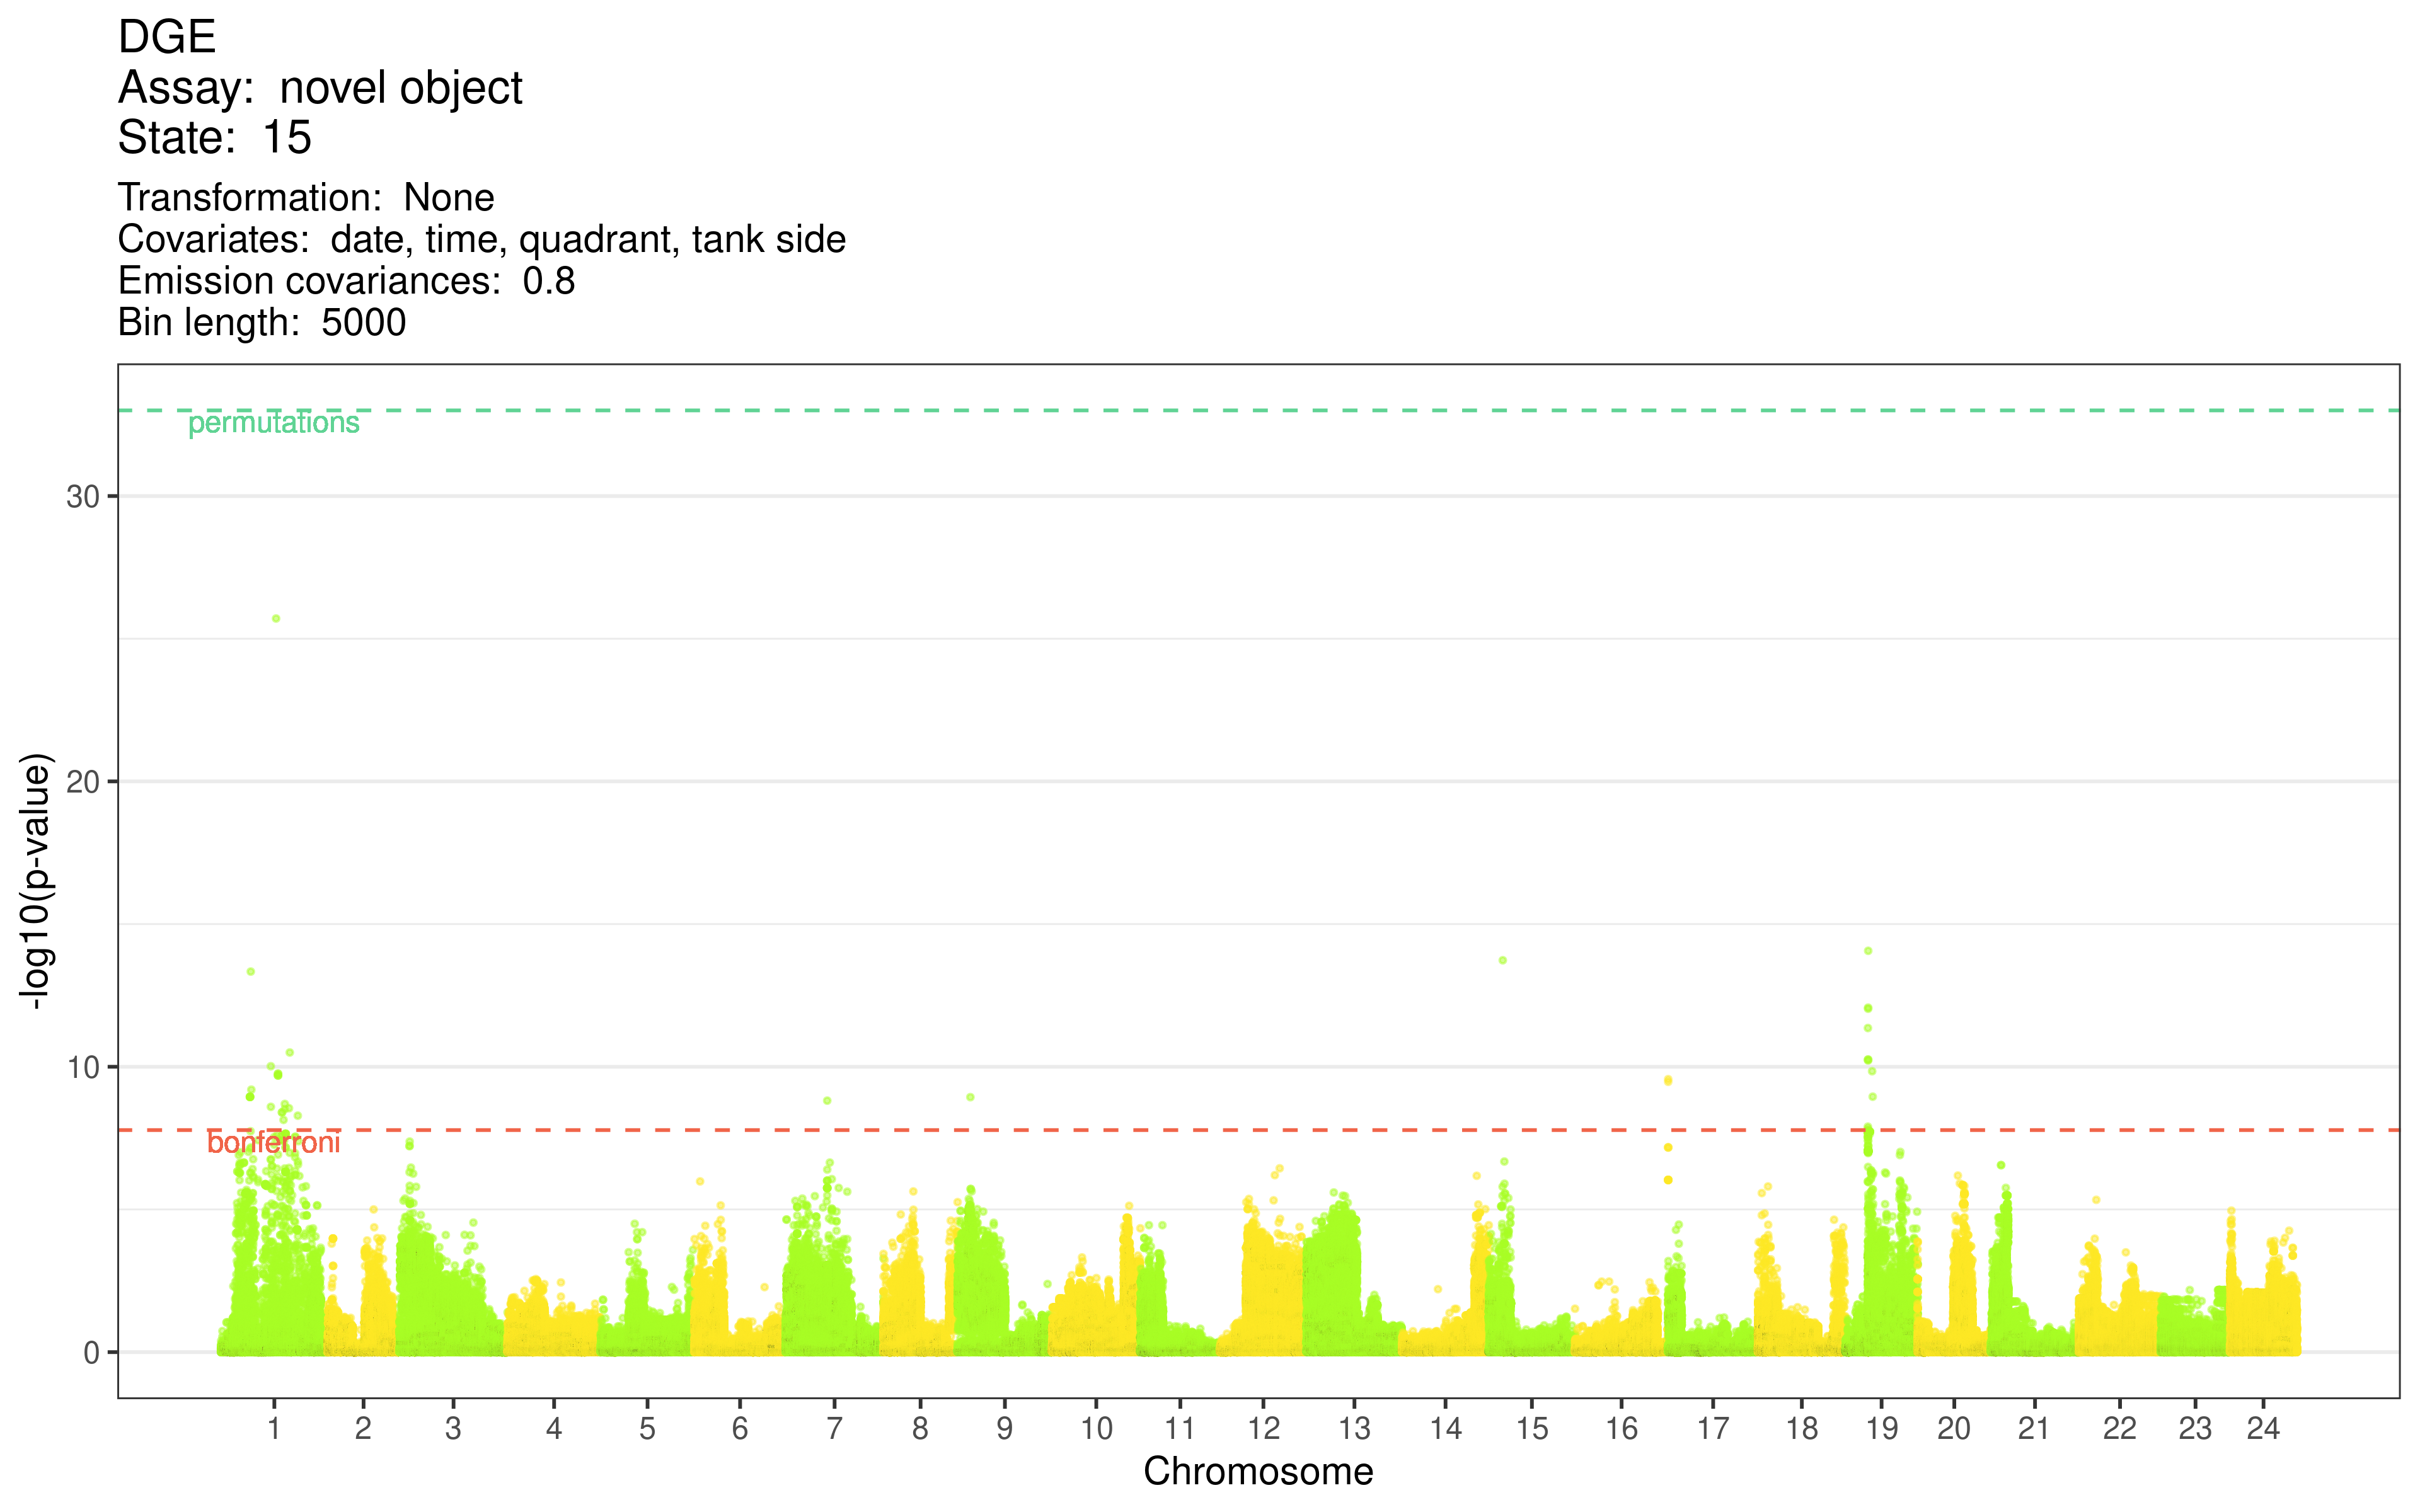 DGE
Assay: novel object
State: 15
Transformation: None
Covariates: date, time, quadrant, tank side
Emission covariances: 0.8
Bin length: 5000
permutations
30
20
10
bonferroni
0
-log10(p-value)
1 2 3 4 5 6 7 8 9 10 11 12 13 14 15 16 17 18 19 20 21 22 23 24
Chromosome